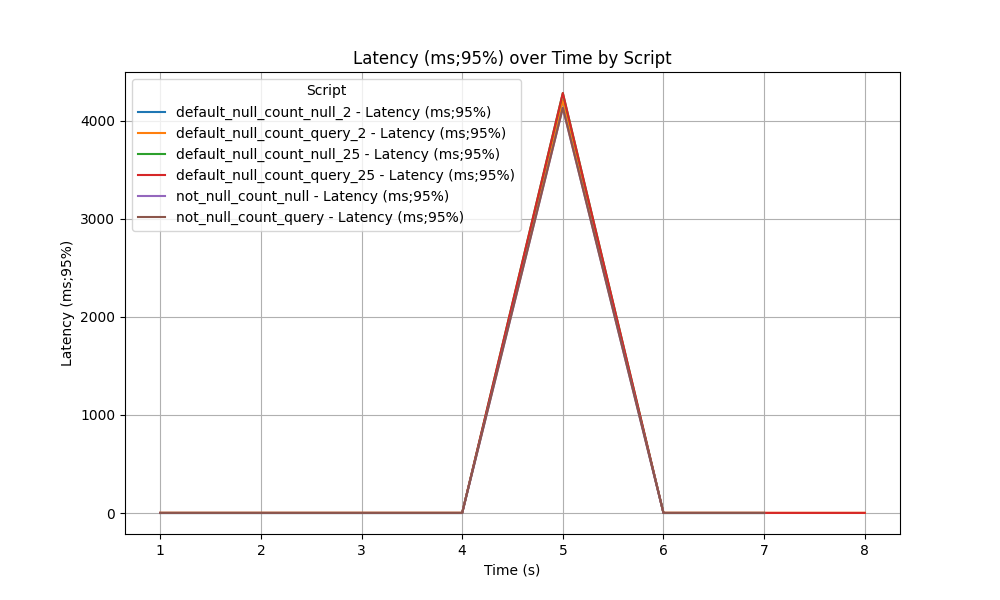 Latency (ms;95%) over Time by Script
Script
default_null_count_null_2 - Latency (ms;95%)
default_null_count_query_2 - Latency (ms;95%)
default_null_count_null_25 - Latency (ms;95%)
default_null_count_query_25 - Latency (ms;95%)
not_null_count_null - Latency (ms;95%)
not_null_count_query - Latency (ms;95%)
Latency (ms;95%)
4000
3000
2000
1000
0
1 2 3 4 5 6 7 8
Time (s)